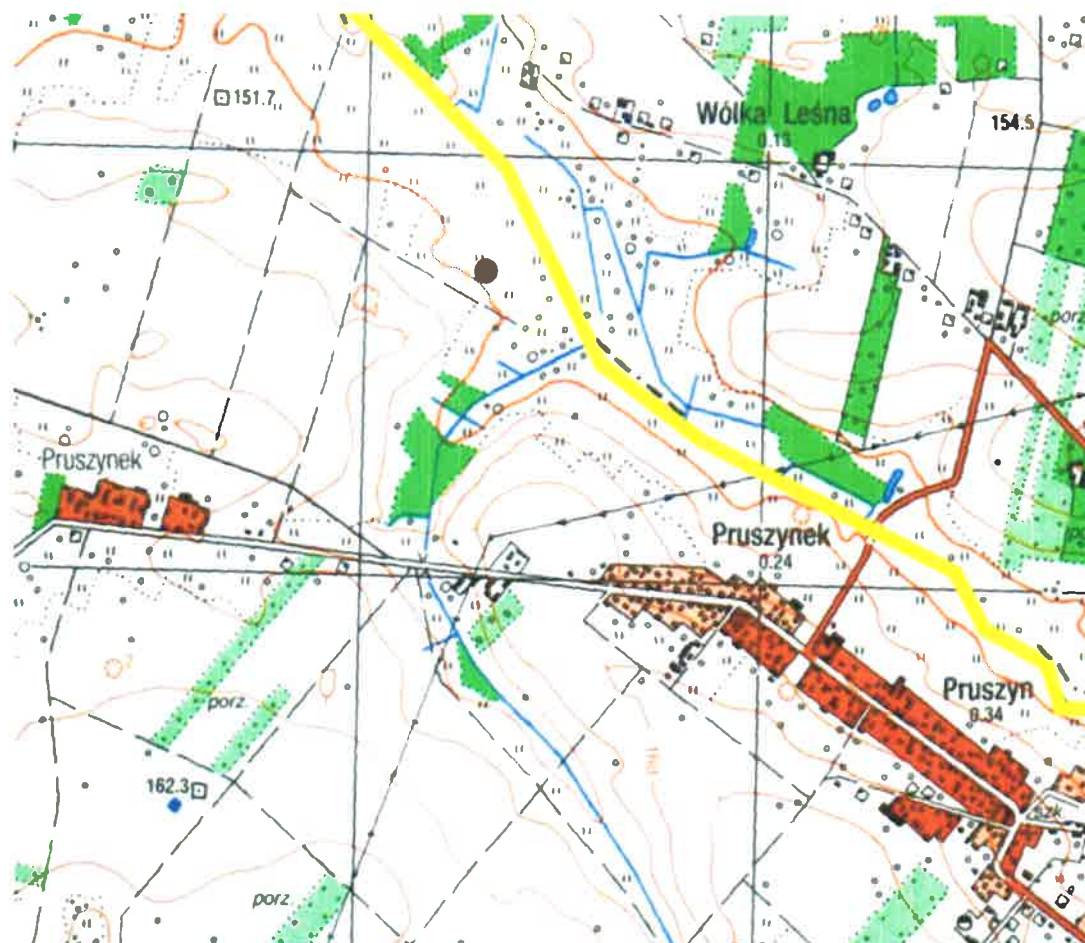 151.7
Wólka Leśna
0.13
154.5
porz
Pruszynek
Pruszynek
0.24
Pruszyn
0.34
porz.
162.3
szk
porz